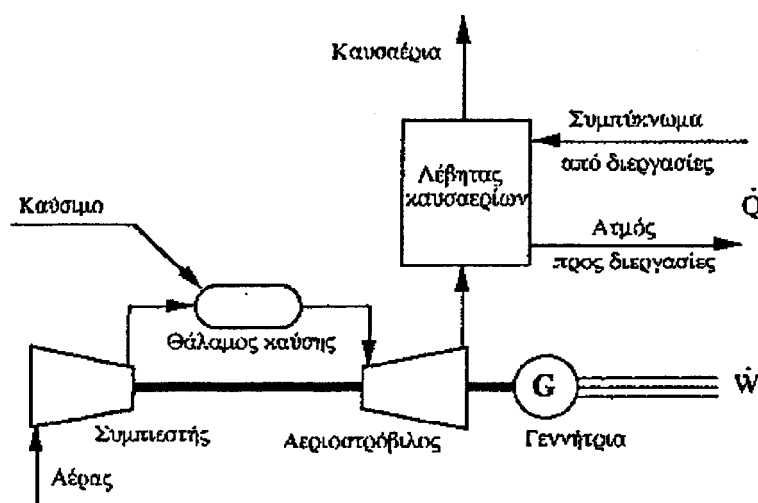 Καυσαέρια
Συμπύκνωμα
από διεργασίες
Λέβητας
καυσαερίων
Q̇
Ατμός
προς διεργασίες
Καύσιμο
Θάλαμος καύσης
G
Ẇ
Συμπιεστής
Αεριοστρόβιλος
Γεννήτρια
Αέρας